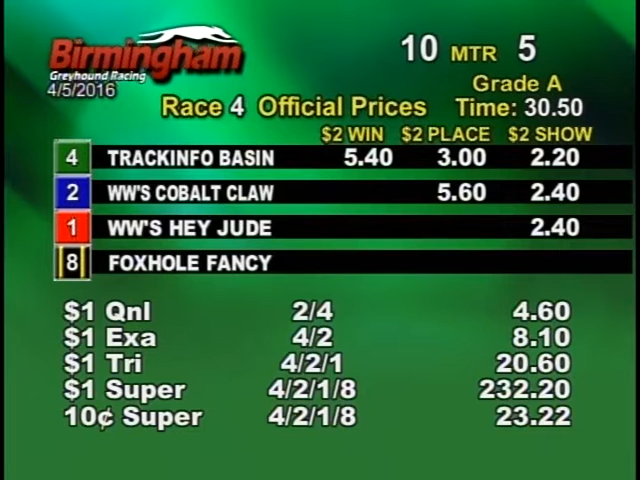 Birmingham
Greyhound Racing
4/5/2016
10 MTR 5
Grade A
Race 4 Official Prices Time: 30.50
$2 WIN $2 PLACE $2 SHOW
4 TRACKINFO BASIN 5.40 3.00 2.20
2 WW'S COBALT CLAW 5.60 2.40
1 WW'S HEY JUDE 2.40
8 FOXHOLE FANCY
$1 Qnl 2/4 4.60
$1 Exa 4/2 8.10
$1 Tri 4/2/1 20.60
$1 Super 4/2/1/8 232.20
10¢ Super 4/2/1/8 23.22